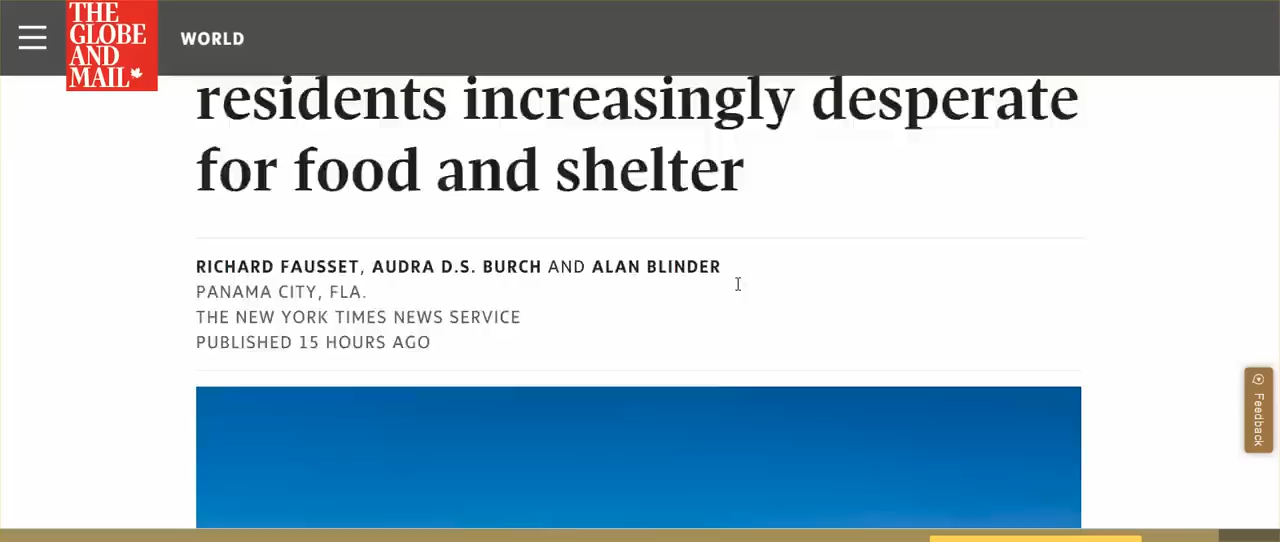 THE
GLOBE
AND
MAIL
WORLD
residents increasingly desperate
for food and shelter
RICHARD FAUSSET, AUDRA D.S. BURCH AND ALAN BLINDER
PANAMA CITY, FLA.
THE NEW YORK TIMES NEWS SERVICE
PUBLISHED 15 HOURS AGO
Feedback